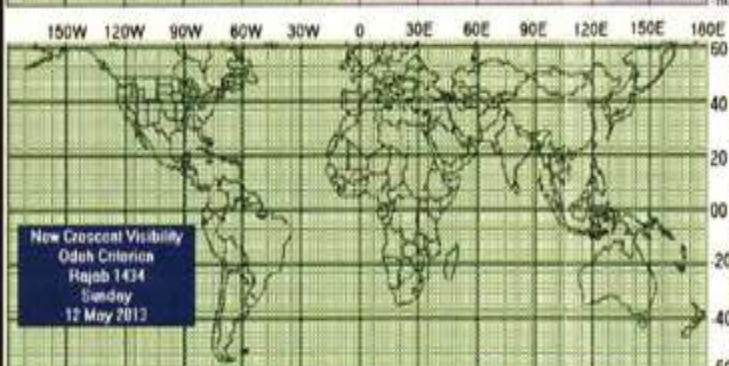 150W 120W 90W 60W 30W 0 30E 60E 90E 120E 150E 180E
60
40
20
00
-20
-40
New Crescent Visibility
Odeh Criterion
Rajab 1434
Sunday
12 May 2013